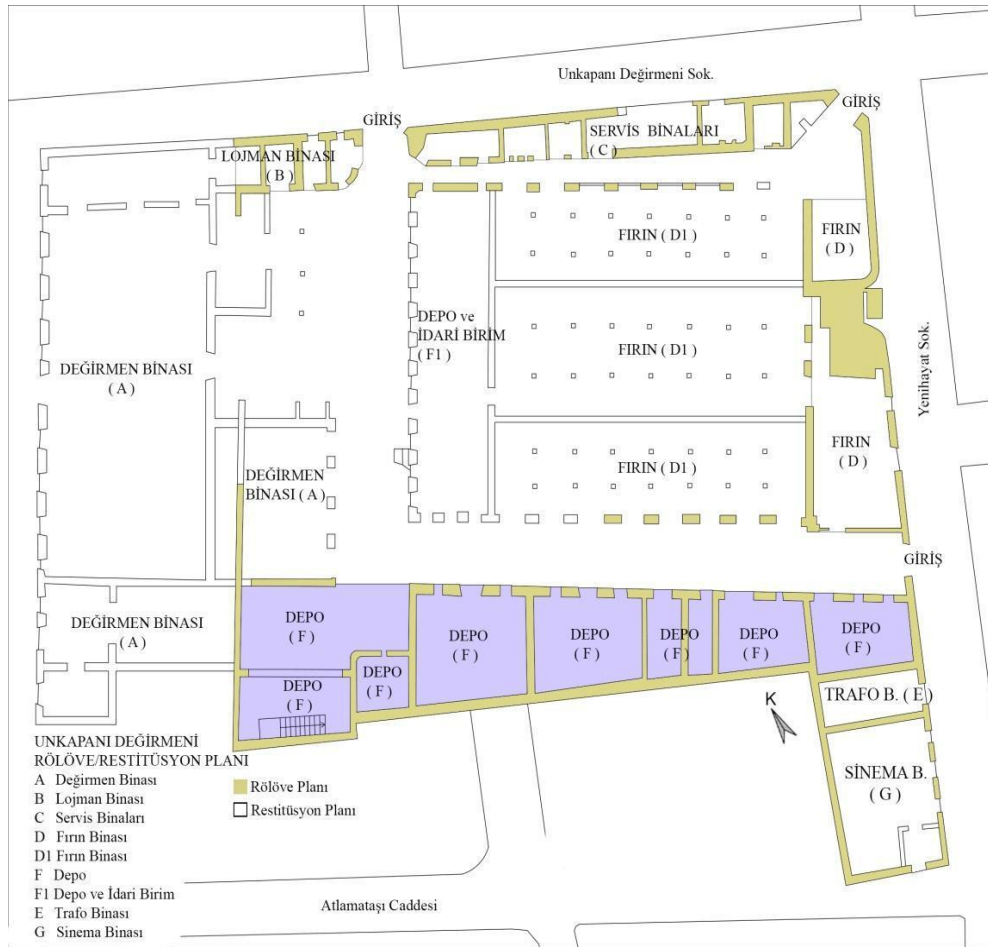 Unkapanı Değirmeni Sok.
GİRİŞ
GİRİŞ
SERVİS BİNALARI
( C )
LOJMAN BİNASI
( B )
FIRIN ( D1 )
FIRIN
( D )
DEPO ve
İDARİ BİRİM
( F1 )
FIRIN ( D1 )
Yenihayat Sok.
DEĞİRMEN BİNASI
( A )
FIRIN ( D1 )
FIRIN
( D )
DEĞİRMEN
BİNASI ( A )
GİRİŞ
DEĞİRMEN BİNASI
( A )
DEPO
( F )
DEPO
( F )
DEPO
( F )
DEPO
( F )
DEPO
( F )
DEPO
( F )
DEPO
( F )
DEPO
( F )
TRAFO B. ( E )
K
SİNEMA B.
( G )
UNKAPANI DEĞİRMENİ
RÖLÖVE/RESTİTÜSYON PLANI
A Değirmen Binası
B Lojman Binası
C Servis Binaları
D Fırın Binası
D1 Fırın Binası
F Depo
F1 Depo ve İdari Birim
E Trafo Binası
G Sinema Binası
Rölöve Planı
Restitüsyon Planı
Atlamataşı Caddesi